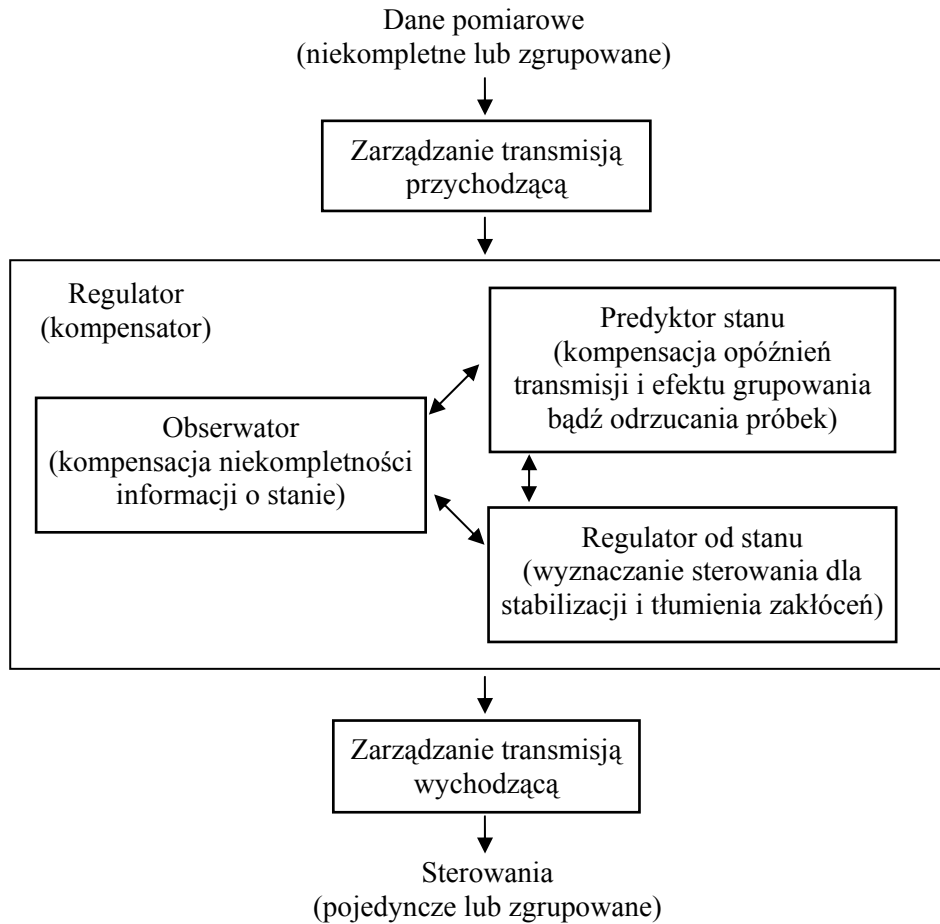 Dane pomiarowe
(niekompletne lub zgrupowane)
Zarządzanie transmisją
przychodzącą
Regulator
(kompensator)
Predyktor stanu
(kompensacja opóźnień
transmisji i efektu grupowania
bądź odrzucania próbek)
Obserwator
(kompensacja niekompletności
informacji o stanie)
Regulator od stanu
(wyznaczanie sterowania dla
stabilizacji i tłumienia zakłóceń)
Zarządzanie transmisją
wychodzącą
Sterowania
(pojedyncze lub zgrupowane)